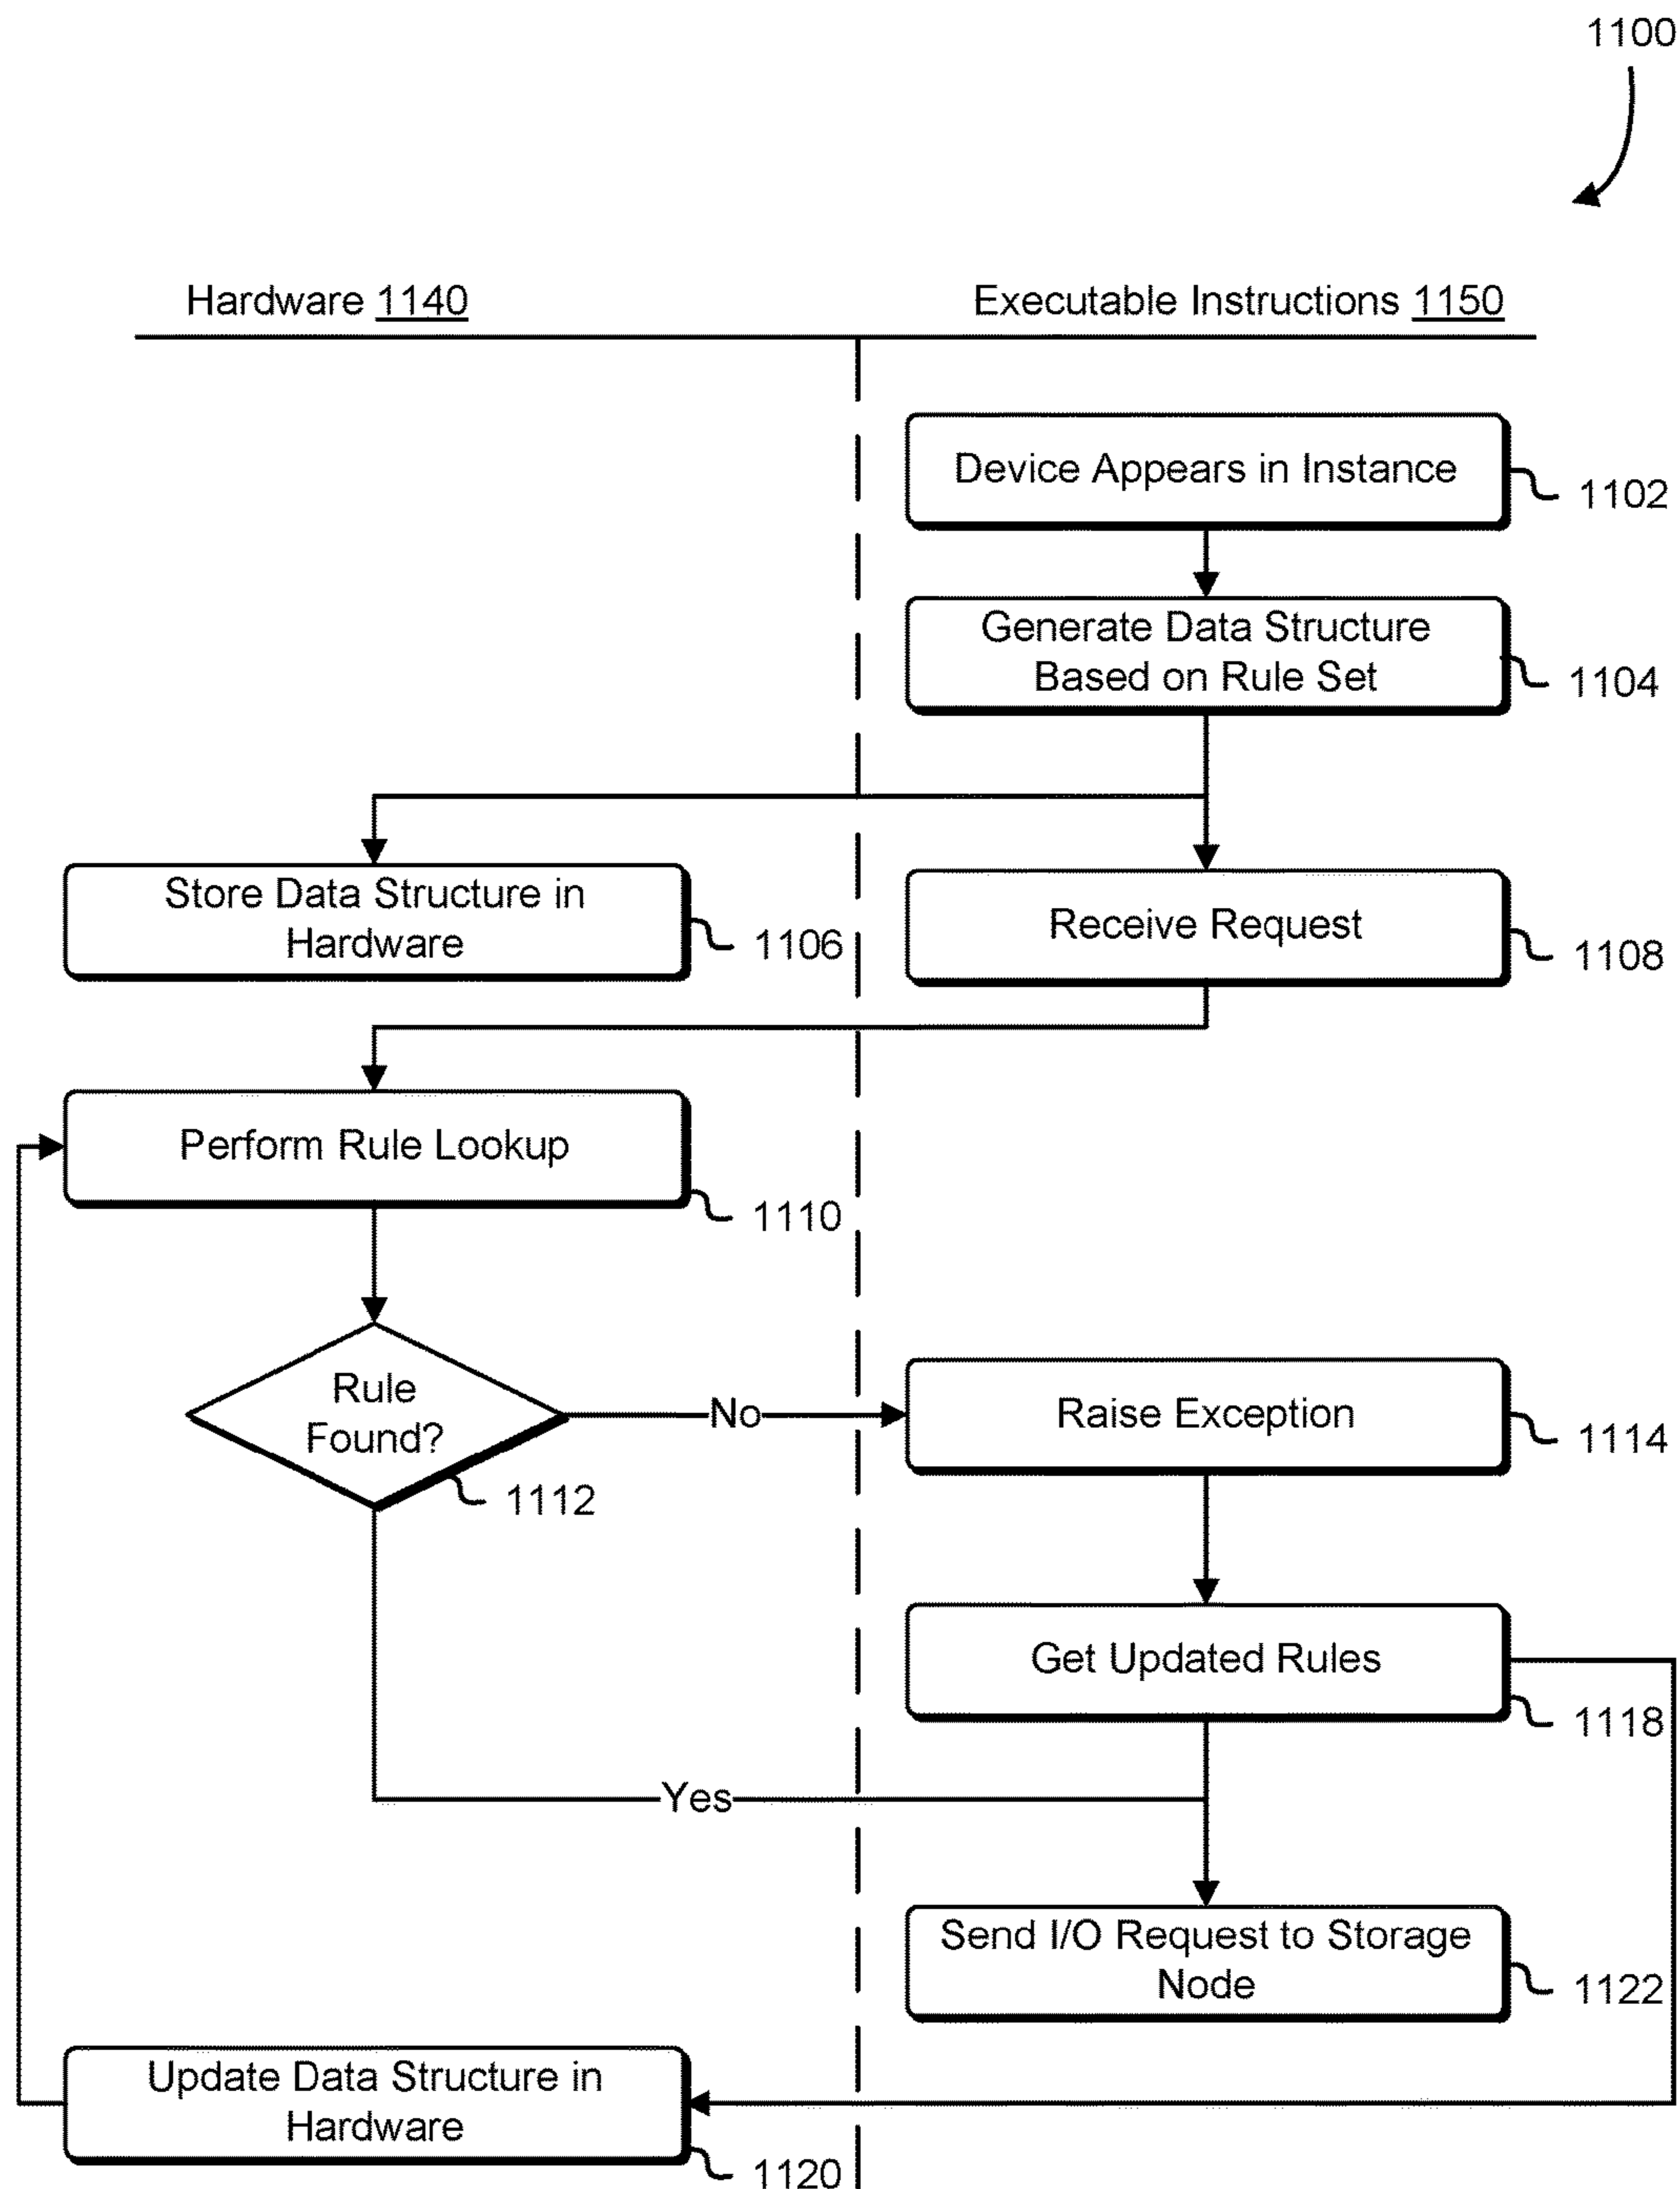 1100
Hardware 1140
Executable Instructions 1150
Device Appears in Instance
1102
Generate Data Structure
Based on Rule Set
1104
Store Data Structure in
Hardware
1106
Receive Request
1108
Perform Rule Lookup
1110
Rule
Found?
1112
No
Raise Exception
1114
Get Updated Rules
1118
Yes
Send I/O Request to Storage
Node
1122
Update Data Structure in
Hardware
1120